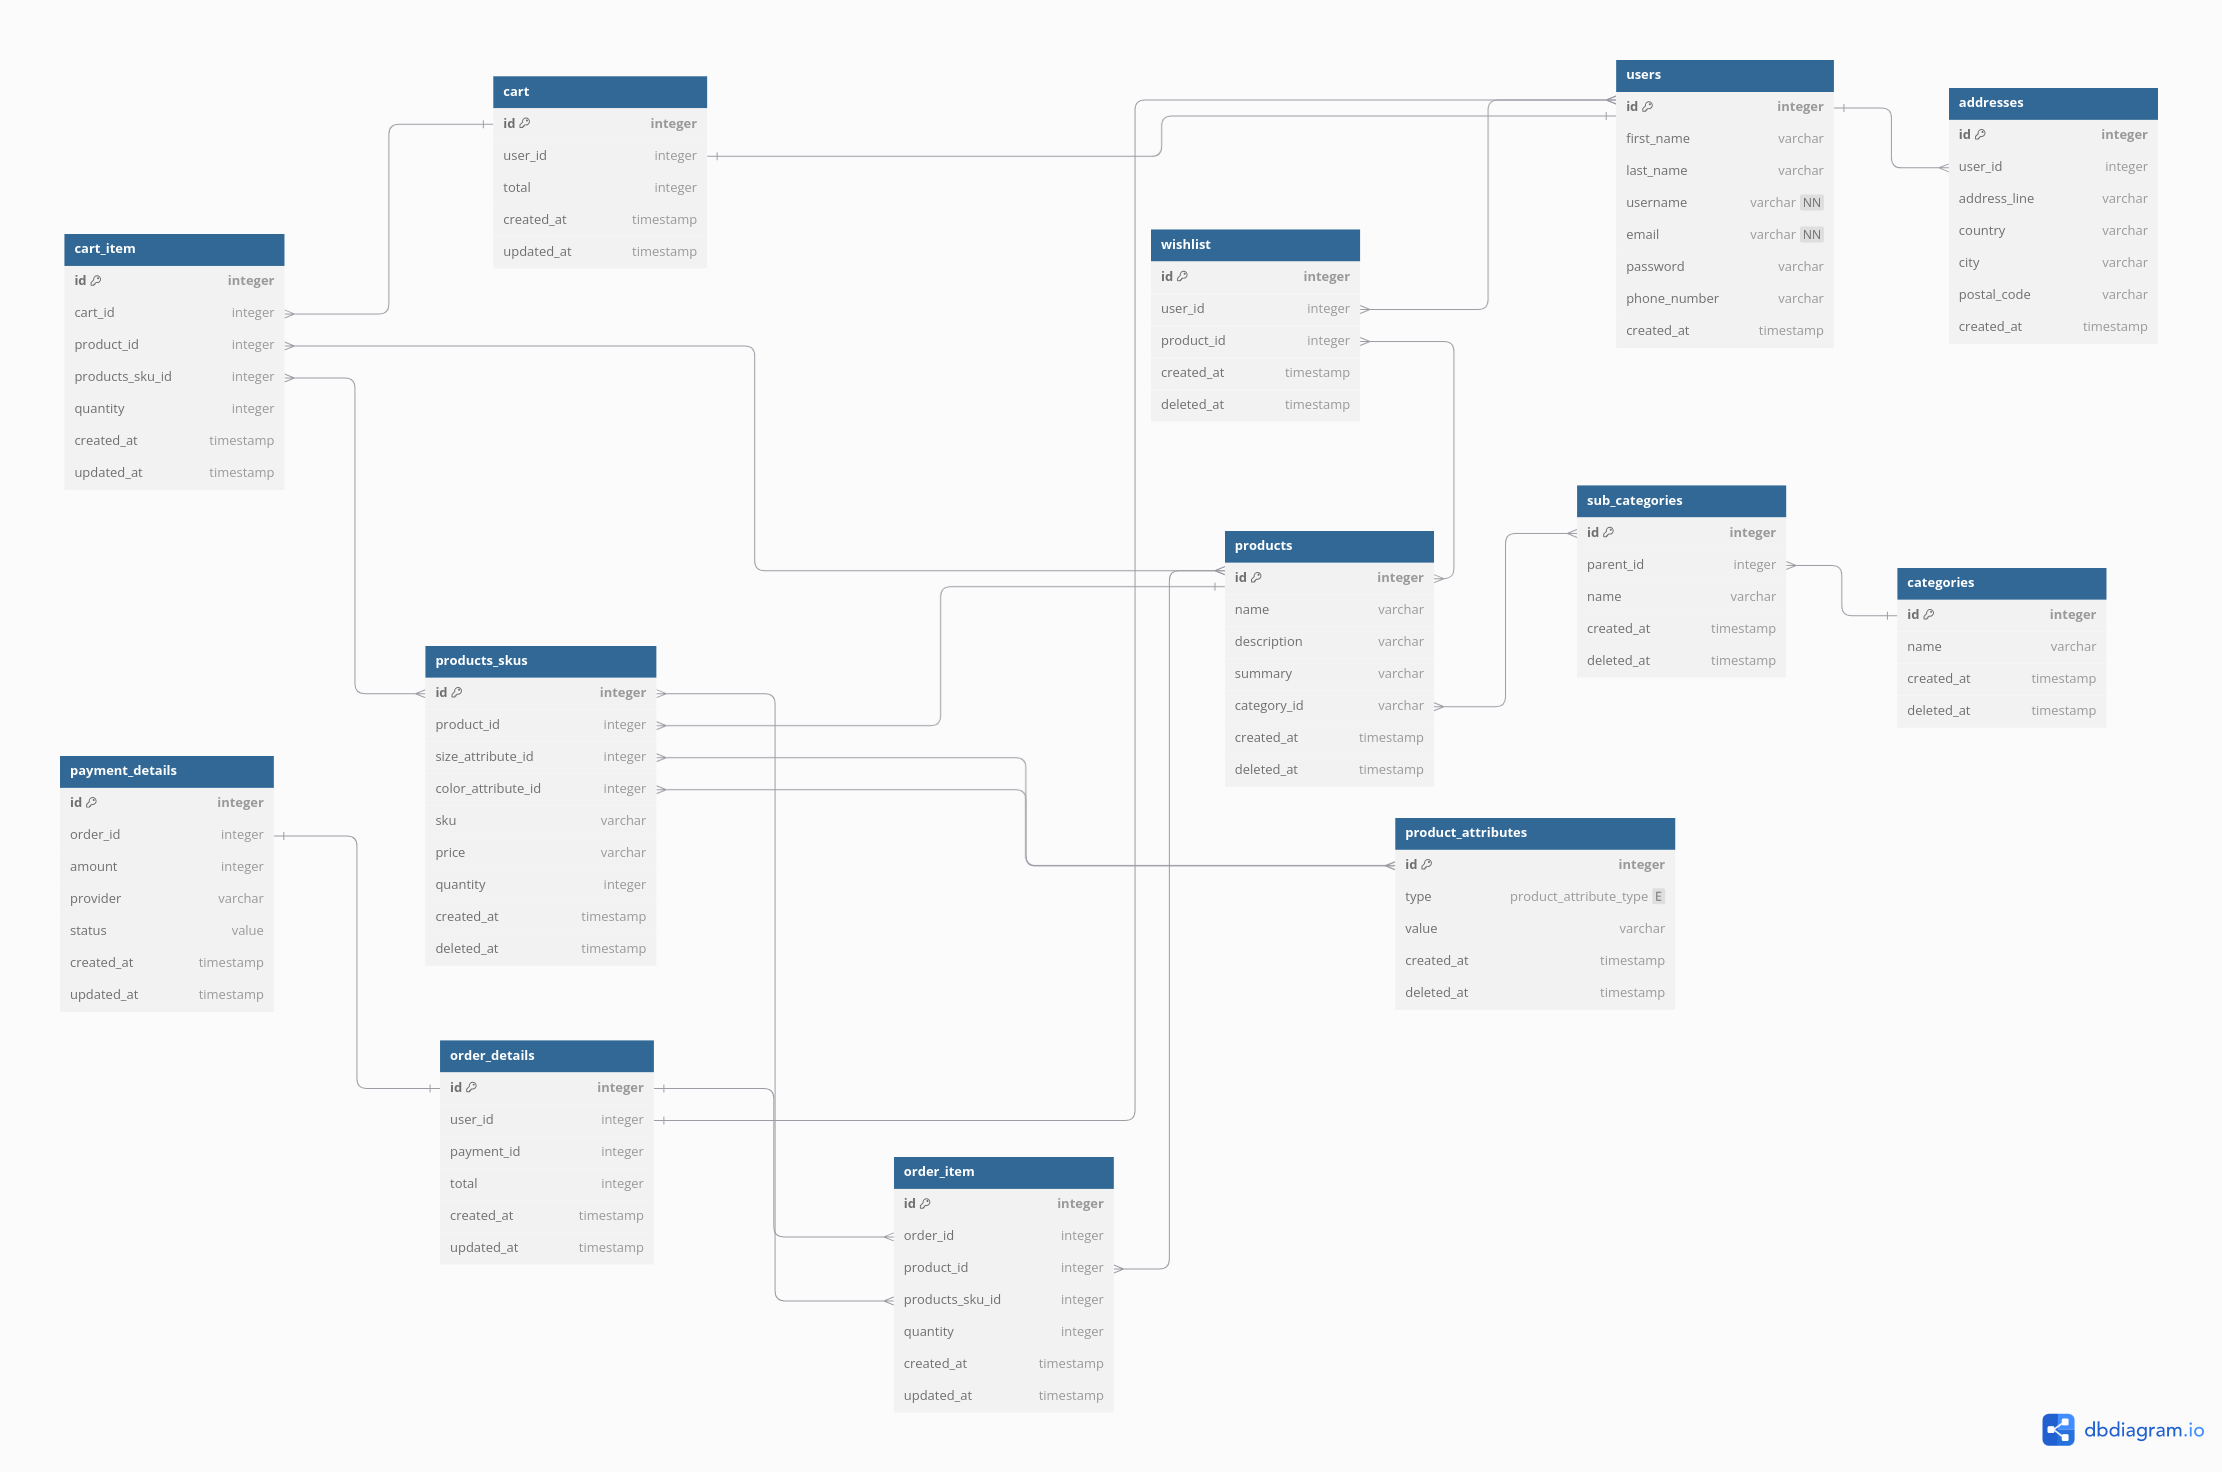 cart
id integer
user_id integer
total integer
created_at timestamp
updated_at timestamp
users
id integer
first_name varchar
last_name varchar
username varchar NN
email varchar NN
password varchar
phone_number varchar
created_at timestamp
addresses
id integer
user_id integer
address_line varchar
country varchar
city varchar
postal_code varchar
created_at timestamp
cart_item
id integer
cart_id integer
product_id integer
products_sku_id integer
quantity integer
created_at timestamp
updated_at timestamp
wishlist
id integer
user_id integer
product_id integer
created_at timestamp
deleted_at timestamp
products
id integer
name varchar
description varchar
summary varchar
category_id varchar
created_at timestamp
deleted_at timestamp
sub_categories
id integer
parent_id integer
name varchar
created_at timestamp
deleted_at timestamp
categories
id integer
name varchar
created_at timestamp
deleted_at timestamp
products_skus
id integer
product_id integer
size_attribute_id integer
color_attribute_id integer
sku varchar
price varchar
quantity integer
created_at timestamp
deleted_at timestamp
payment_details
id integer
order_id integer
amount integer
provider varchar
status value
created_at timestamp
updated_at timestamp
product_attributes
id integer
type product_attribute_type E
value varchar
created_at timestamp
deleted_at timestamp
order_details
id integer
user_id integer
payment_id integer
total integer
created_at timestamp
updated_at timestamp
order_item
id integer
order_id integer
product_id integer
products_sku_id integer
quantity integer
created_at timestamp
updated_at timestamp
dbdiagram.io